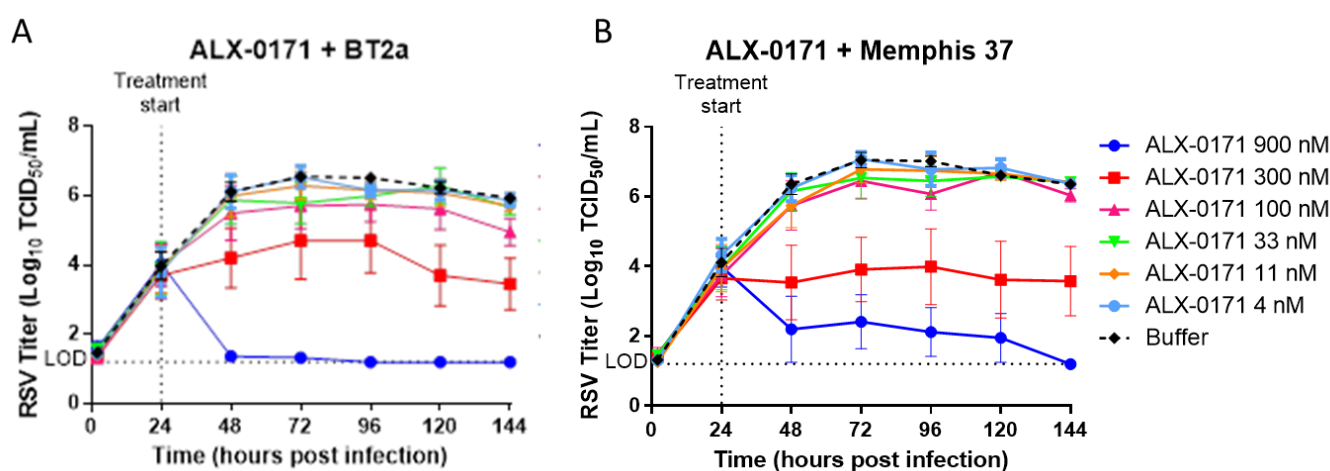 A
ALX-0171 + BT2a
Treatment
start
RSV Titer (Log10 TCID50/mL)
8
6
4
2
LOD
0
0 24 48 72 96 120 144
Time (hours post infection)
B
ALX-0171 + Memphis 37
Treatment
start
RSV Titer (Log10 TCID50/mL)
8
6
4
2
LOD
0
0 24 48 72 96 120 144
Time (hours post infection)
ALX-0171 900 nM
ALX-0171 300 nM
ALX-0171 100 nM
ALX-0171 33 nM
ALX-0171 11 nM
ALX-0171 4 nM
Buffer